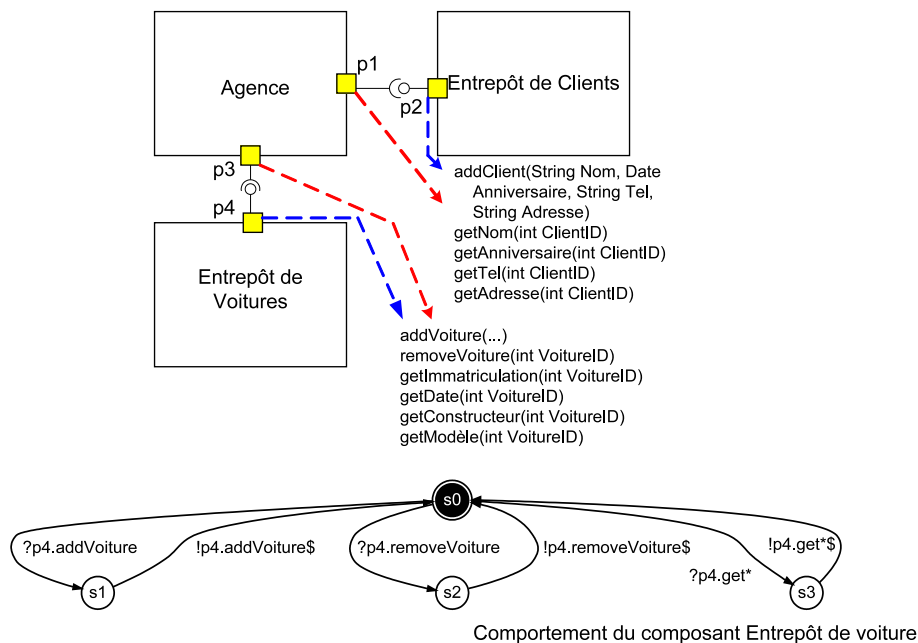 p1
Agence
Entrepôt de Clients
p2
p3
addClient(String Nom, Date
Anniversaire, String Tel,
String Adresse)
getNom(int ClientID)
getAnniversaire(int ClientID)
getTel(int ClientID)
getAdresse(int ClientID)
p4
Entrepôt de
Voitures
addVoiture(...)
removeVoiture(int VoitureID)
getImmatriculation(int VoitureID)
getDate(int VoitureID)
getConstructeur(int VoitureID)
getModèle(int VoitureID)
s0
?p4.addVoiture
!p4.addVoiture$
?p4.removeVoiture
!p4.removeVoiture$
!p4.get*$
?p4.get*
s1
s2
s3
Comportement du composant Entrepôt de voiture